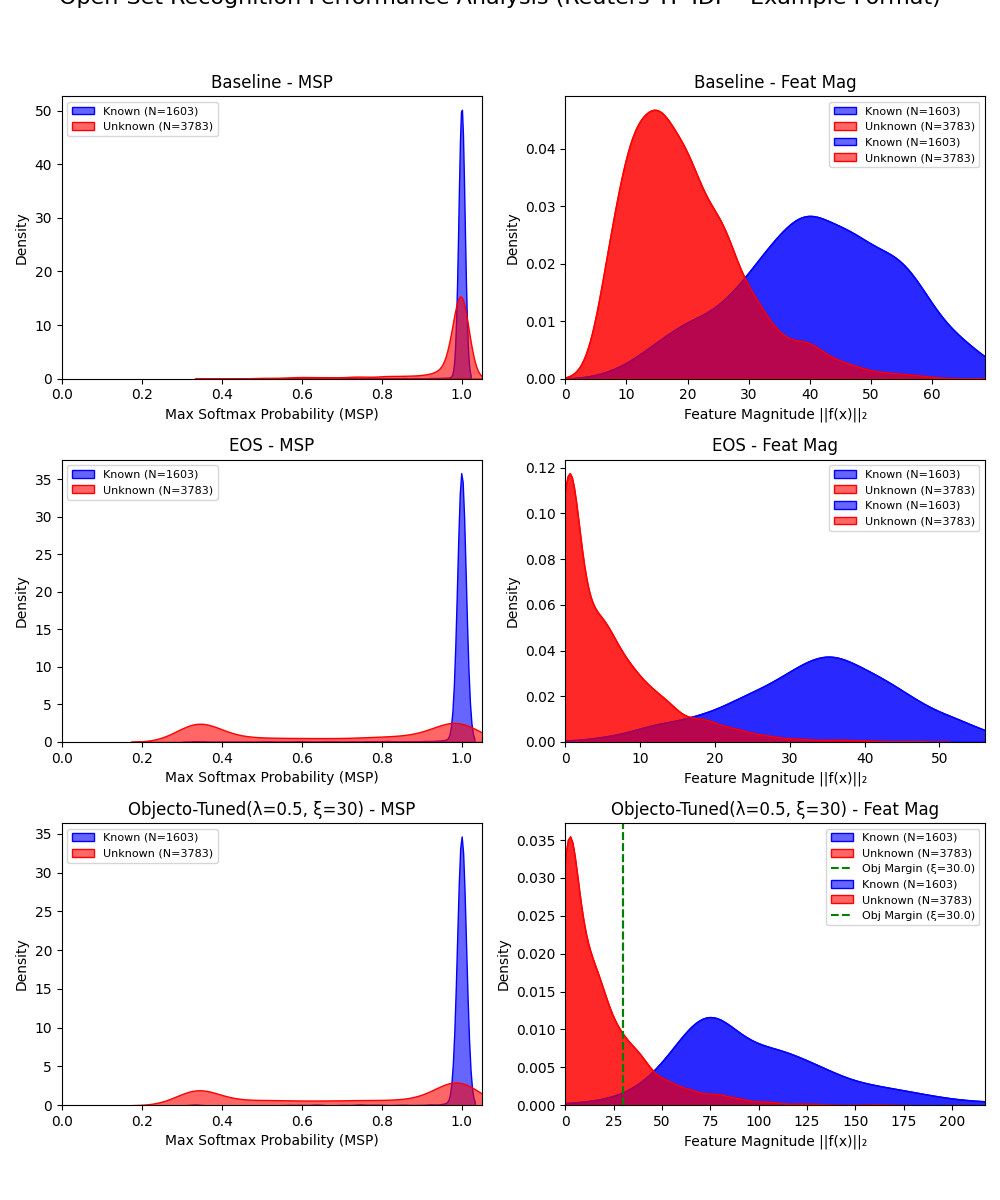 Open-Set Recognition Performance Analysis (Reuters TF-IDF - Example Format)
Baseline - MSP
Density
50
40
30
20
10
0
Known (N=1603)
Unknown (N=3783)
0.0 0.2 0.4 0.6 0.8 1.0
Max Softmax Probability (MSP)
Baseline - Feat Mag
Density
0.04
0.03
0.02
0.01
0.00
Known (N=1603)
Unknown (N=3783)
Known (N=1603)
Unknown (N=3783)
0 10 20 30 40 50 60
Feature Magnitude ||f(x)||₂
EOS - MSP
Density
35
30
25
20
15
10
5
0
Known (N=1603)
Unknown (N=3783)
0.0 0.2 0.4 0.6 0.8 1.0
Max Softmax Probability (MSP)
EOS - Feat Mag
Density
0.12
0.10
0.08
0.06
0.04
0.02
0.00
Known (N=1603)
Unknown (N=3783)
Known (N=1603)
Unknown (N=3783)
0 10 20 30 40 50
Feature Magnitude ||f(x)||₂
Objecto-Tuned(λ=0.5, ξ=30) - MSP
Density
35
30
25
20
15
10
5
0
Known (N=1603)
Unknown (N=3783)
0.0 0.2 0.4 0.6 0.8 1.0
Max Softmax Probability (MSP)
Objecto-Tuned(λ=0.5, ξ=30) - Feat Mag
Density
0.035
0.030
0.025
0.020
0.015
0.010
0.005
0.000
Known (N=1603)
Unknown (N=3783)
Obj Margin (ξ=30.0)
Known (N=1603)
Unknown (N=3783)
Obj Margin (ξ=30.0)
0 25 50 75 100 125 150 175 200
Feature Magnitude ||f(x)||₂